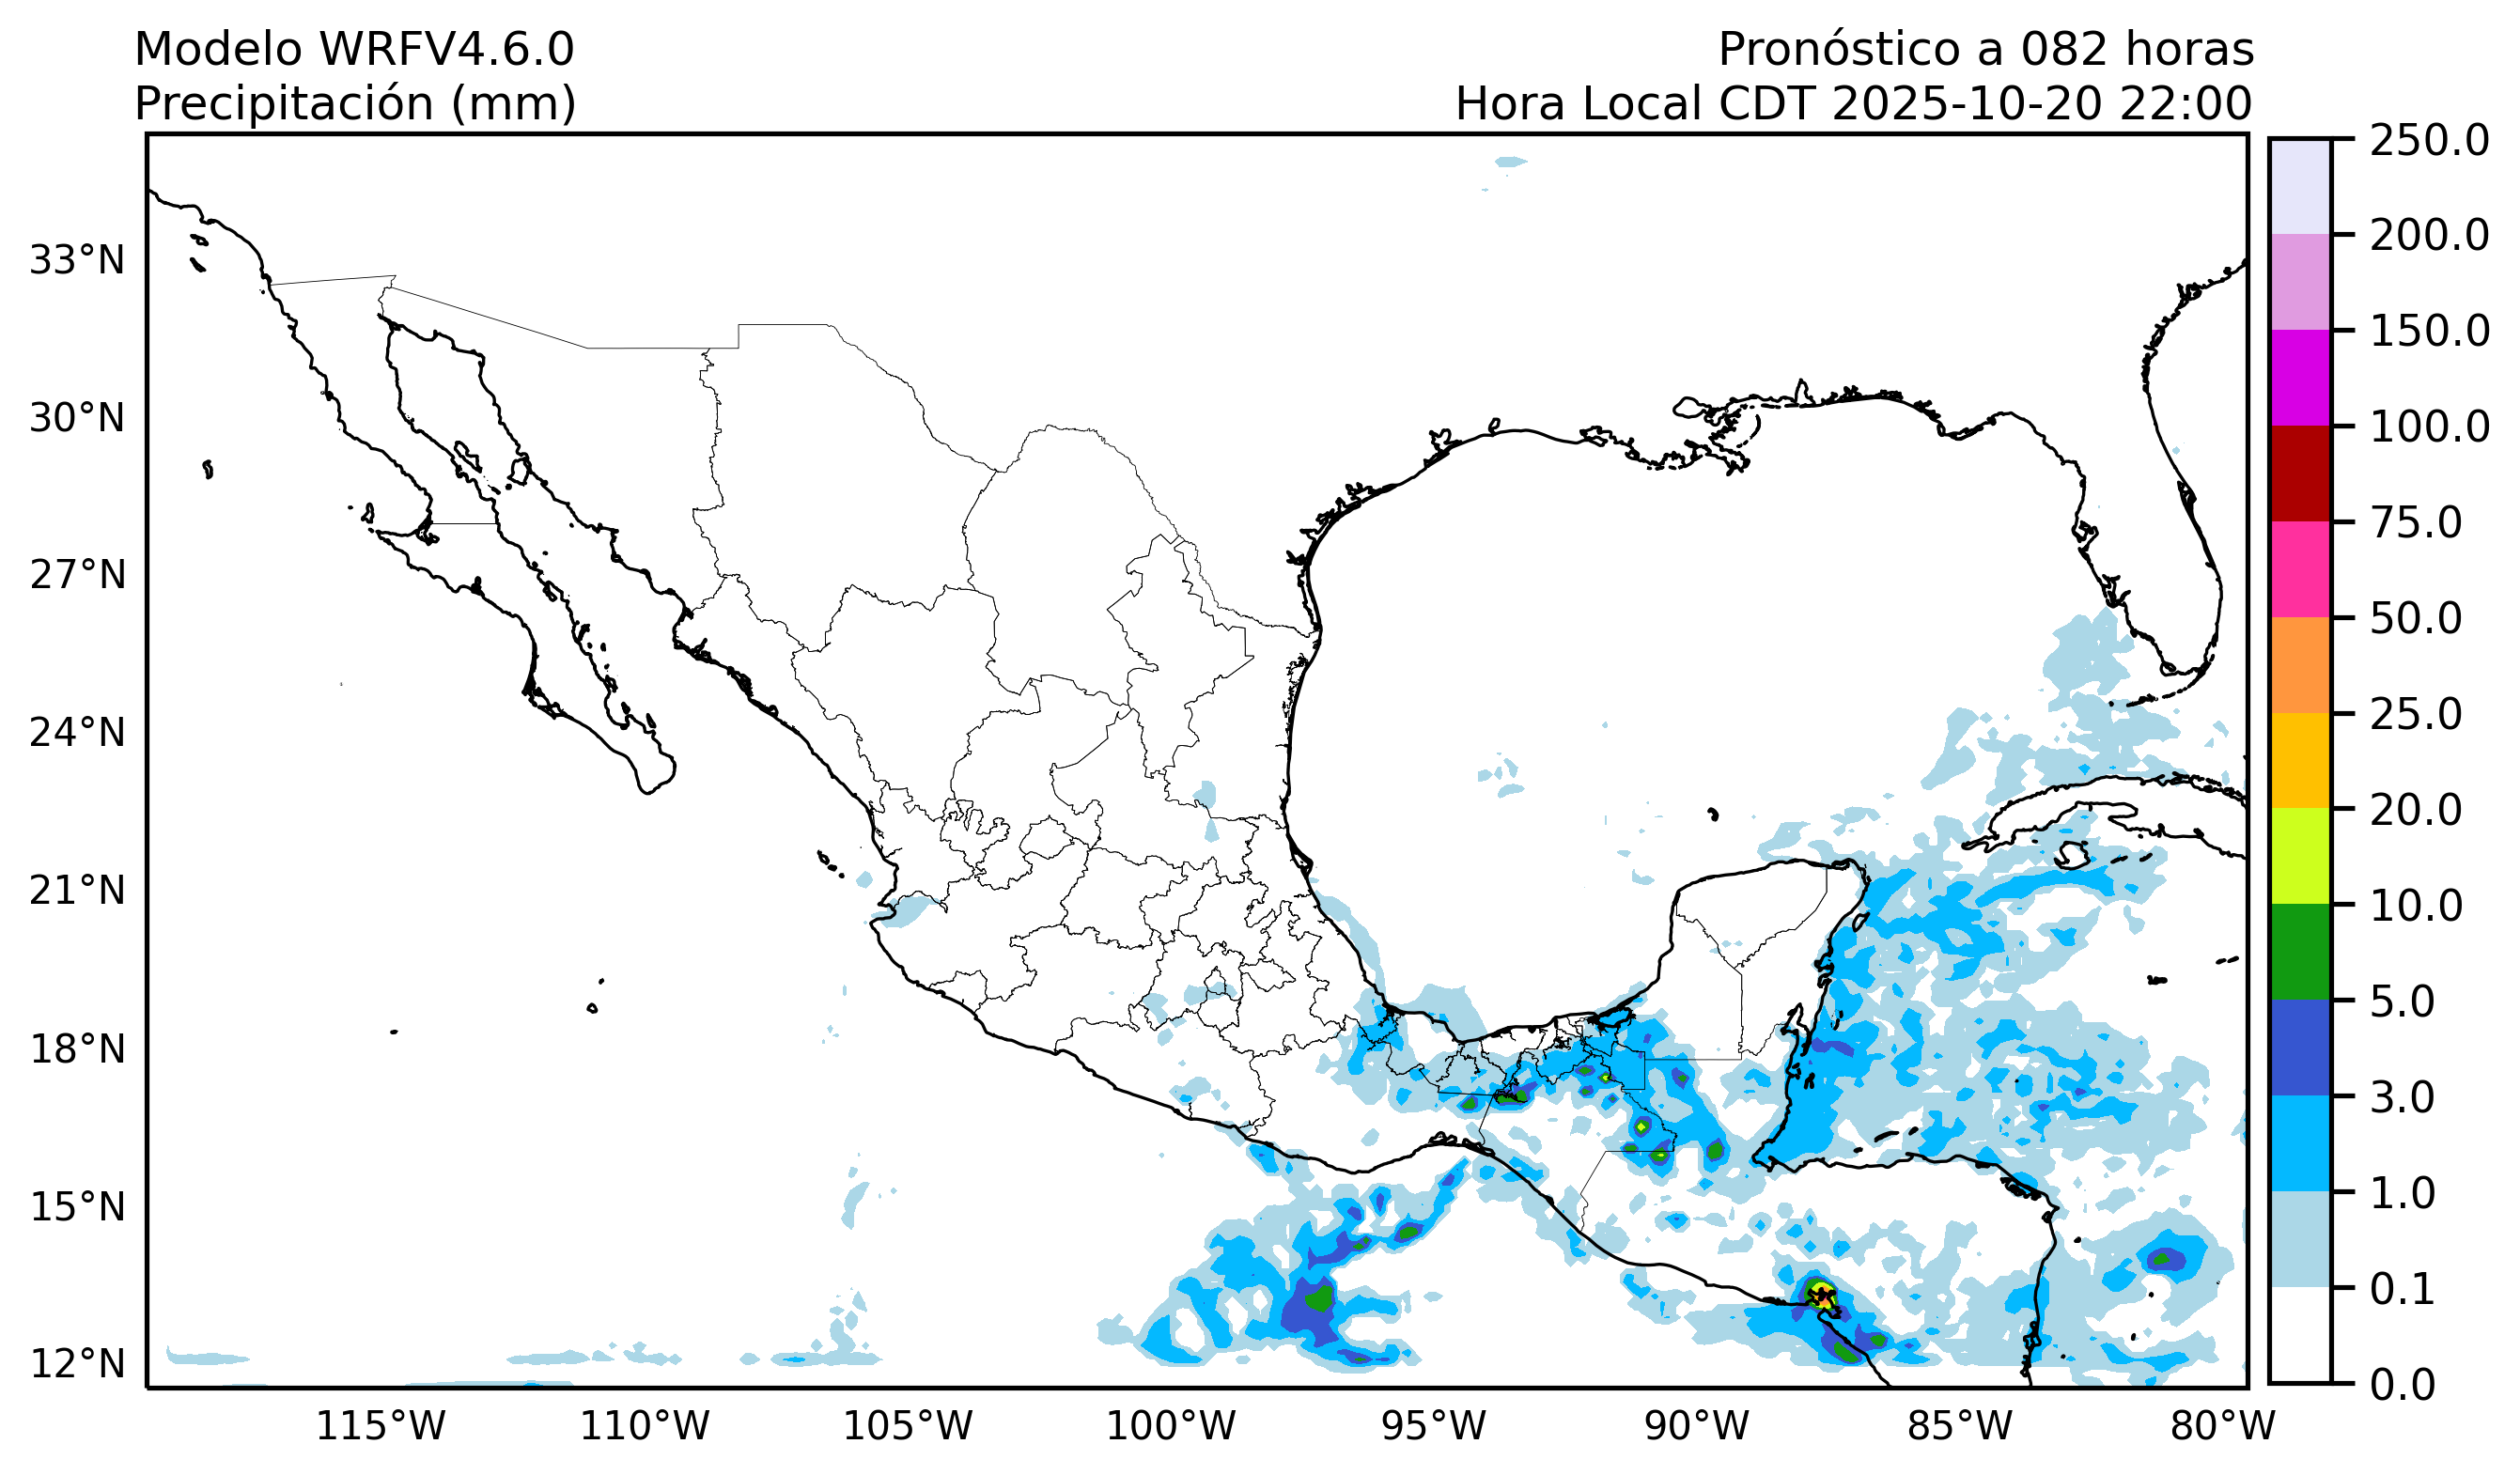 Modelo WRFV4.6.0
Precipitación (mm)
Pronóstico a 082 horas
Hora Local CDT 2025-10-20 22:00
33°N
30°N
27°N
24°N
21°N
18°N
15°N
12°N
115°W
110°W
105°W
100°W
95°W
90°W
85°W
80°W
250.0
200.0
150.0
100.0
75.0
50.0
25.0
20.0
10.0
5.0
3.0
1.0
0.1
0.0